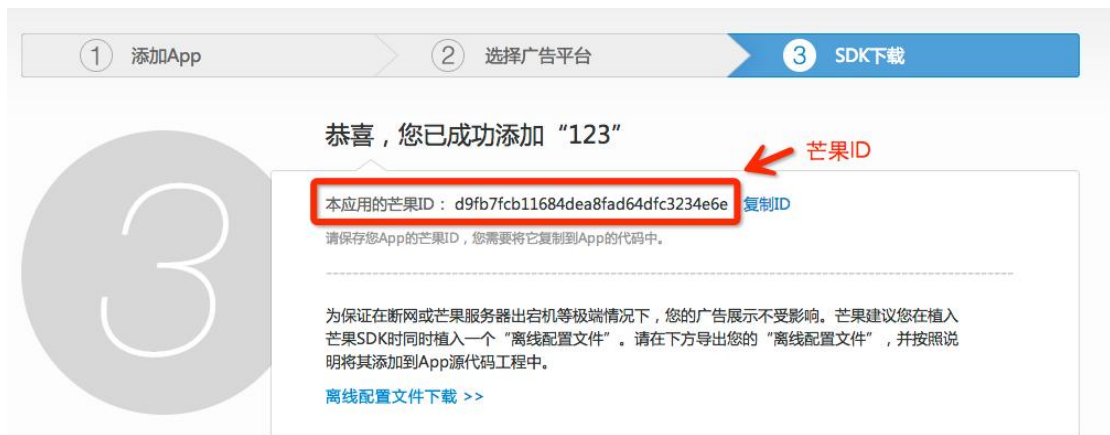 1 添加App
2 选择广告平台
3 SDK下载
3
恭喜，您已成功添加“123”
芒果ID
本应用的芒果ID： d9fb7fcb11684dea8fad64dfc3234e6e 复制ID
请保存您App的芒果ID，您需要将它复制到App的代码中。
为保证在断网或芒果服务器出宕机等极端情况下，您的广告展示不受影响。芒果建议您在植入
芒果SDK时同时植入一个“离线配置文件”。请在下方导出您的“离线配置文件”，并按照说
明将其添加到App源代码工程中。
离线配置文件下载 >>